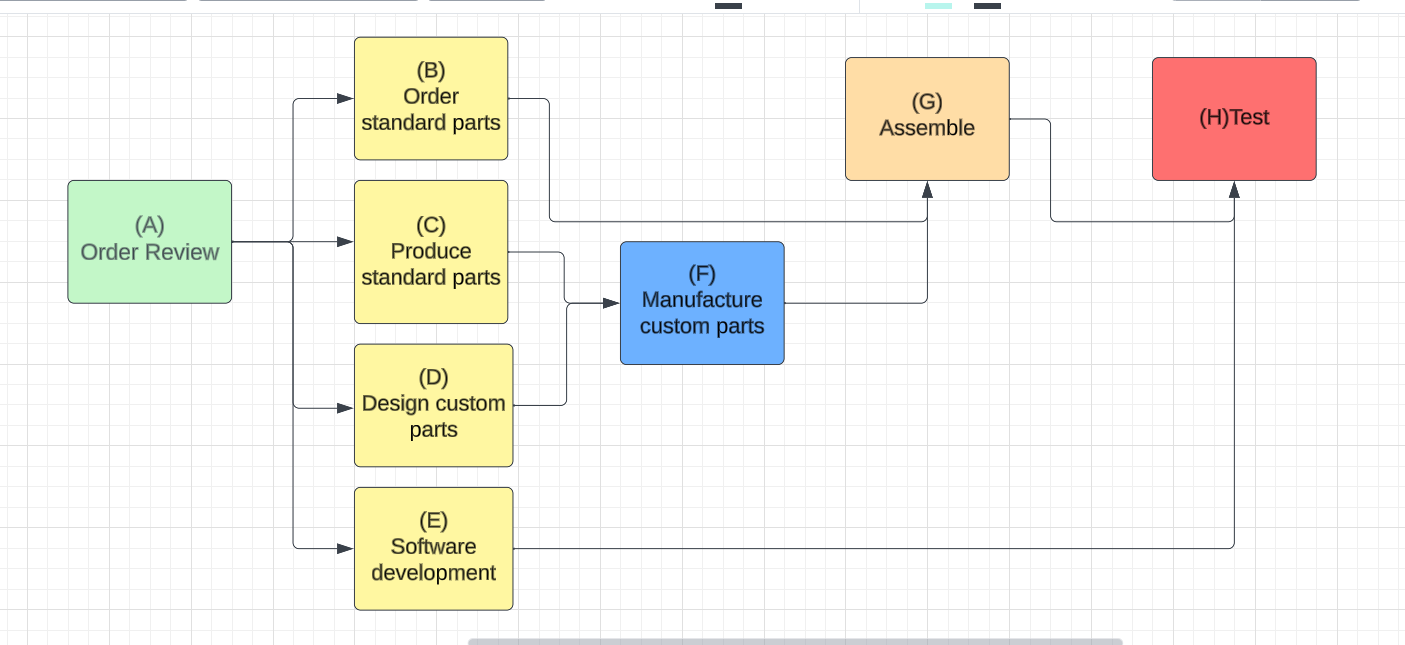 (A)
Order Review
(B)
Order
standard parts
(C)
Produce
standard parts
(D)
Design custom
parts
(E)
Software
development
(F)
Manufacture
custom parts
(G)
Assemble
(H)Test